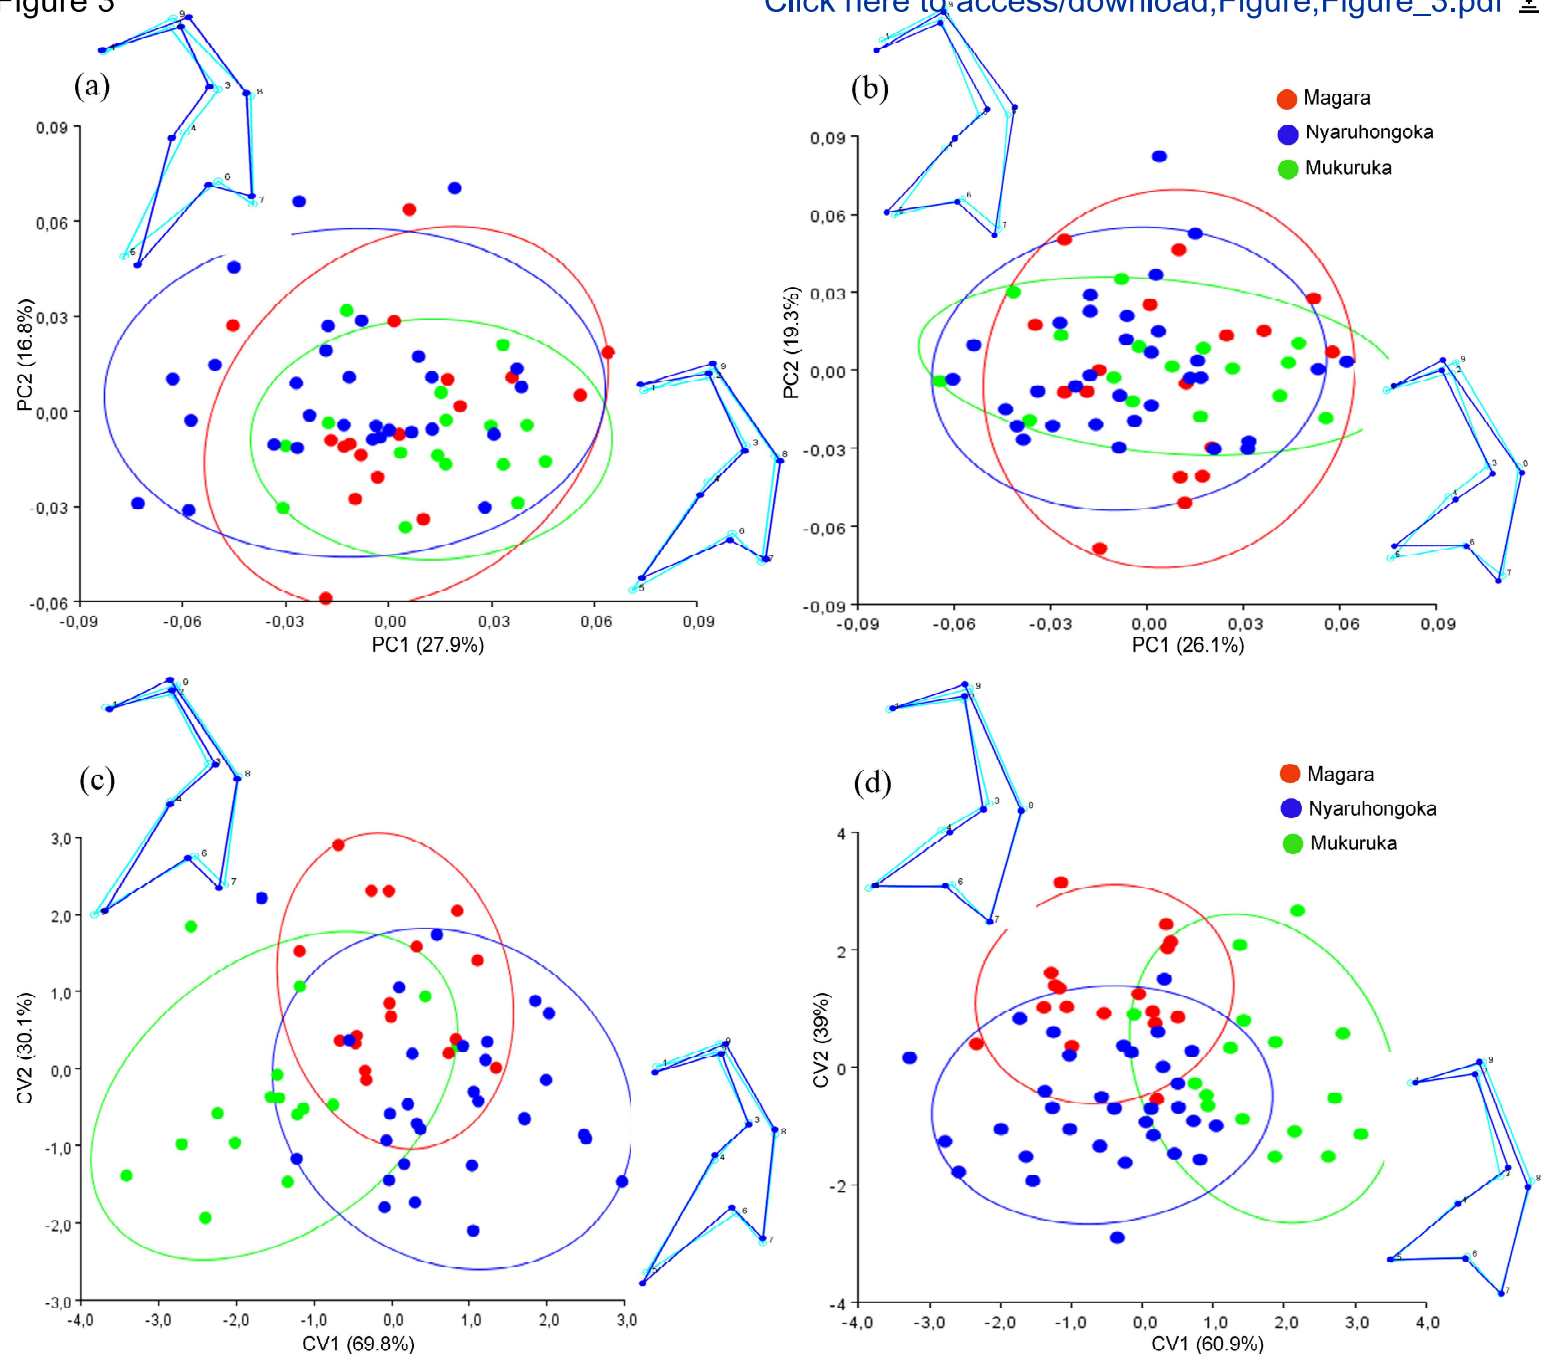 Figure 3
Click here to access/download;Figure;Figure_3.pdf
(a)
PC2 (16.8%)
0,09
0,06
0,03
0,00
-0,03
-0,06
-0,09 -0,06 -0,03 0,00 0,03 0,06 0,09
PC1 (27.9%)
(b)
Magara
Nyaruhongoka
Mukuruka
PC2 (19.3%)
0,09
0,06
0,03
0,00
-0,03
-0,06
-0,09
-0,09 -0,06 -0,03 0,00 0,03 0,06 0,09
PC1 (26.1%)
(c)
CV2 (30.1%)
3,0
2,0
1,0
0,0
-1,0
-2,0
-3,0
-4,0 -3,0 -2,0 -1,0 0,0 1,0 2,0 3,0
CV1 (69.8%)
(d)
Magara
Nyaruhongoka
Mukuruka
CV2 (39%)
4
2
0
-2
-4
-4,0 -3,0 -2,0 -1,0 0,0 1,0 2,0 3,0 4,0
CV1 (60.9%)